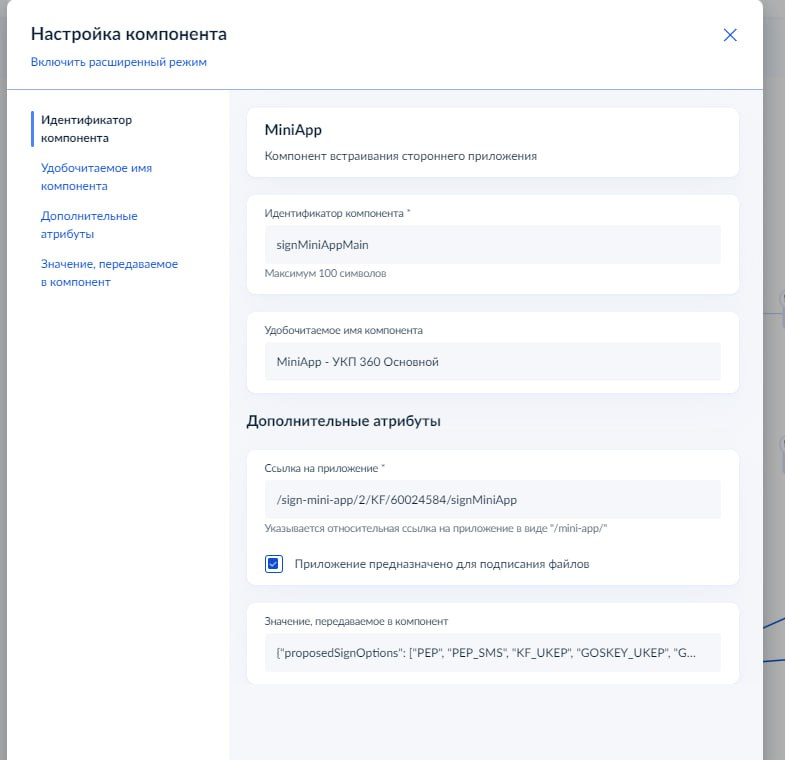 Настройка компонента
Включить расширенный режим
Идентификатор
компонента
Удобочитаемое имя
компонента
Дополнительные
атрибуты
Значение, передаваемое
в компонент
MiniApp
Компонент встраивания стороннего приложения
Идентификатор компонента *
signMiniAppMain
Максимум 100 символов
Удобочитаемое имя компонента
MiniApp - УКП 360 Основной
Дополнительные атрибуты
Ссылка на приложение *
/sign-mini-app/2/KF/60024584/signMiniApp
Указывается относительная ссылка на приложение в виде "/mini-app/"
Приложение предназначено для подписания файлов
Значение, передаваемое в компонент
{"proposedSignOptions": ["PEP", "PEP_SMS", "KF_UKEP", "GOSKEY_UKEP", "G...